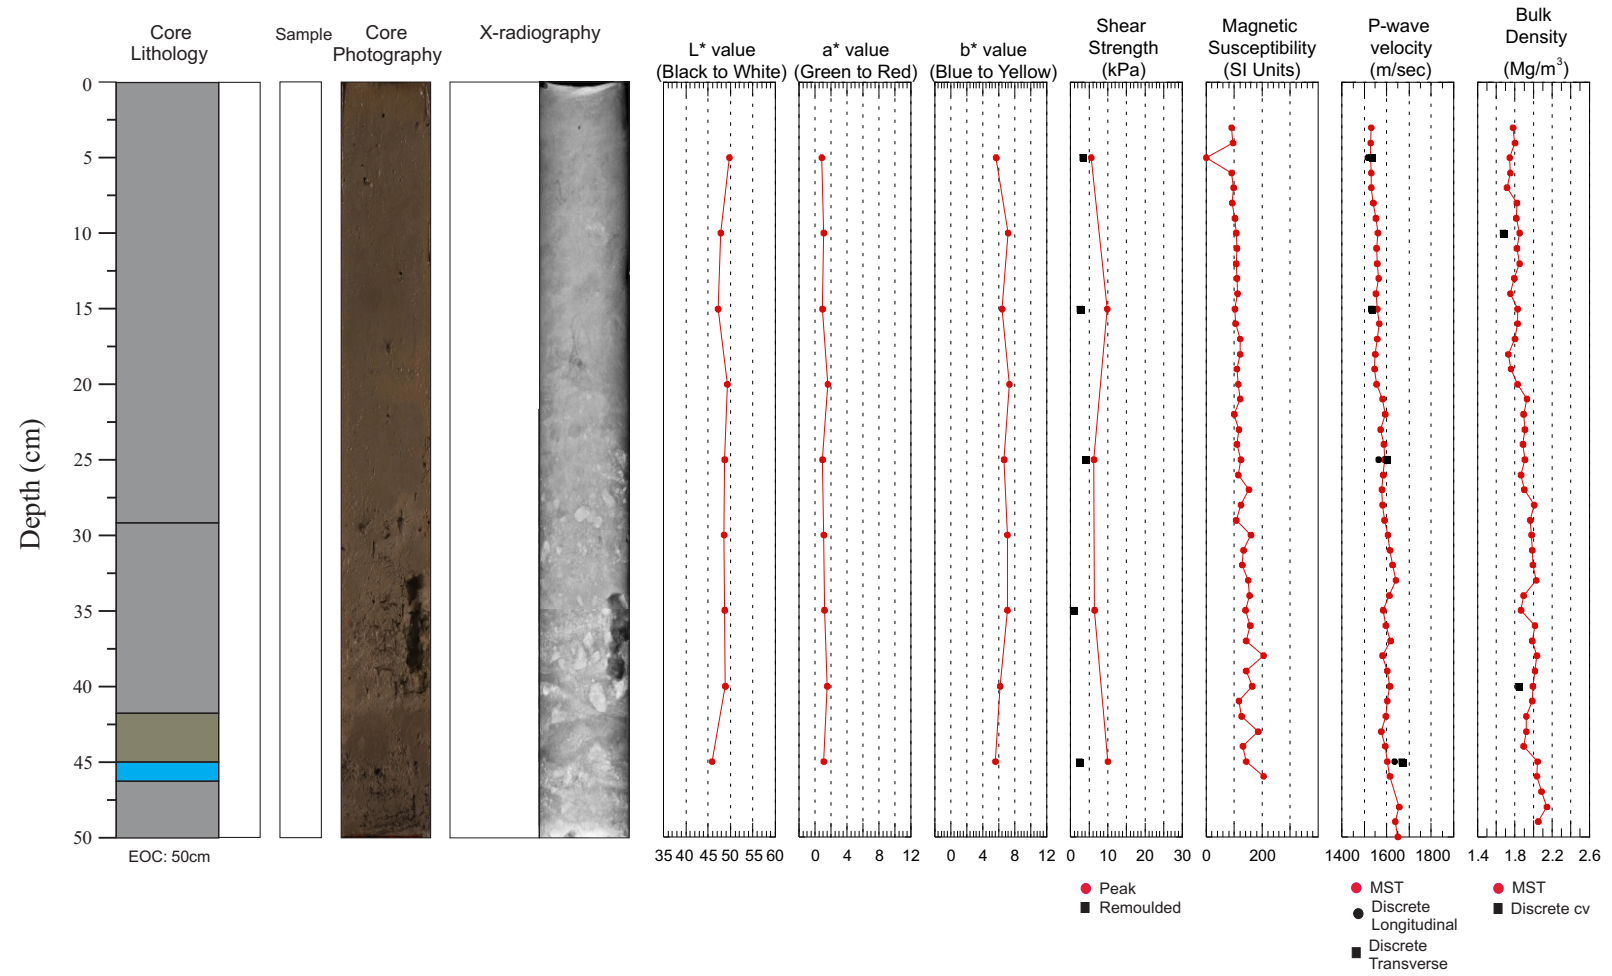 Core
Lithology
Sample
Core
Photography
X-radiography
L* value
(Black to White)
a* value
(Green to Red)
b* value
(Blue to Yellow)
Shear
Strength
(kPa)
Magnetic
Susceptibility
(SI Units)
P-wave
velocity
(m/sec)
Bulk
Density
(Mg/m³)
Depth (cm)
0
5
10
15
20
25
30
35
40
45
50
EOC: 50cm
35 40 45 50 55 60
0 4 8 12
0 4 8 12
0 10 20 30
0 200
1400 1600 1800
1.4 1.8 2.2 2.6
Peak
Remoulded
MST
Discrete
Longitudinal
Discrete
Transverse
MST
Discrete cv